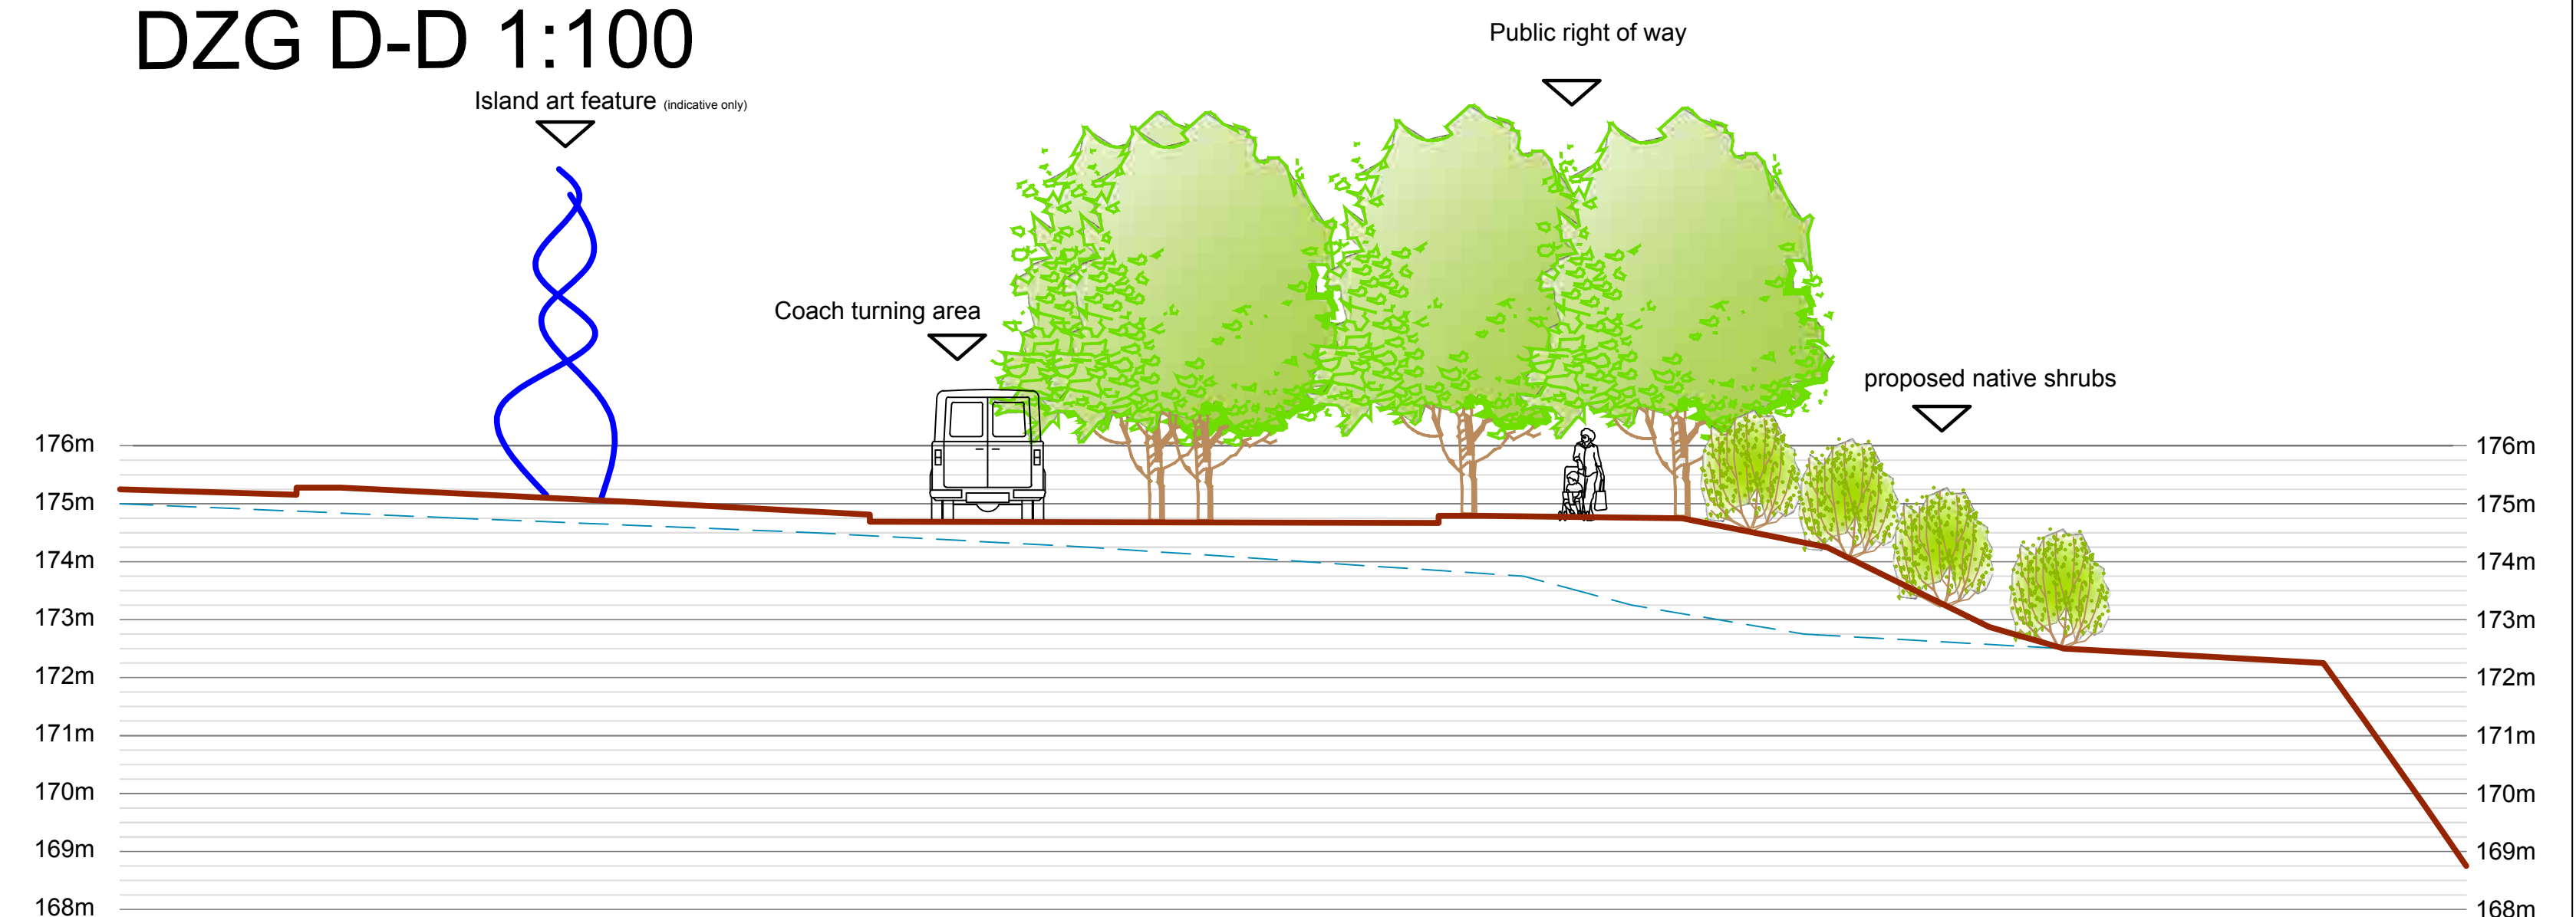 DZG D-D 1:100
Public right of way
Island art feature (indicative only)
Coach turning area
proposed native shrubs
176m 176m
175m 175m
174m 174m
173m 173m
172m 172m
171m 171m
170m 170m
169m 169m
168m 168m